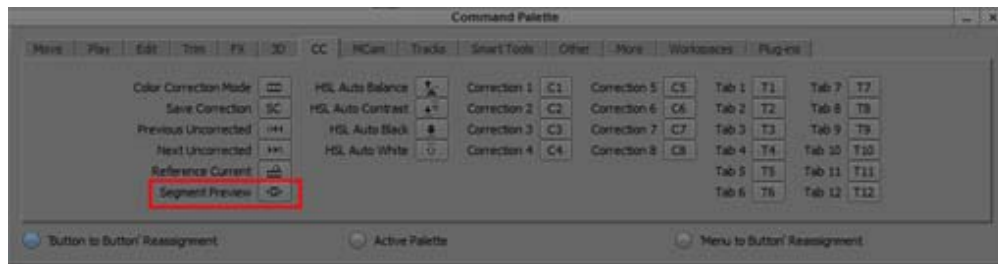 Command Palette
Move Play Edit Trim FX 3D CC MCam Tracks Smart Tools Other More Workspaces Plug-ins
Color Correction Mode HSL Auto Balance Correction 1 C1 Correction 5 C5 Tab 1 T1 Tab 7 T7
Save Correction SC HSL Auto Contrast Correction 2 C2 Correction 6 C6 Tab 2 T2 Tab 8 T8
Previous Uncorrected HSL Auto Black Correction 3 C3 Correction 7 C7 Tab 3 T3 Tab 9 T9
Next Uncorrected HSL Auto White Correction 4 C4 Correction 8 C8 Tab 4 T4 Tab 10 T10
Reference Current Tab 5 T5 Tab 11 T11
Segment Preview Tab 6 T6 Tab 12 T12
'Button to Button' Reassignment Active Palette 'Menu to Button' Reassignment